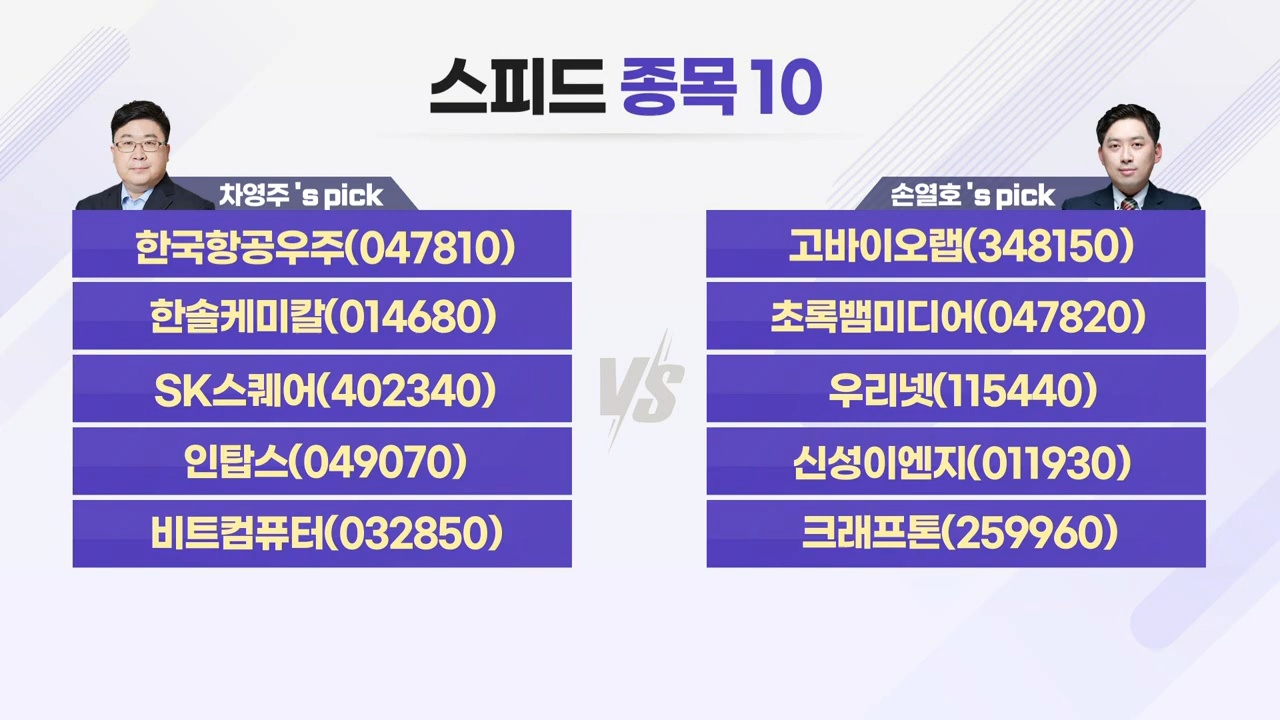 스피드 종목 10
차영주 's pick
한국항공우주(047810)
한솔케미칼(014680)
SK스퀘어(402340)
인탑스(049070)
비트컴퓨터(032850)
VS
손열호 's pick
고바이오랩(348150)
초록뱀미디어(047820)
우리넷(115440)
신성이엔지(011930)
크래프톤(259960)